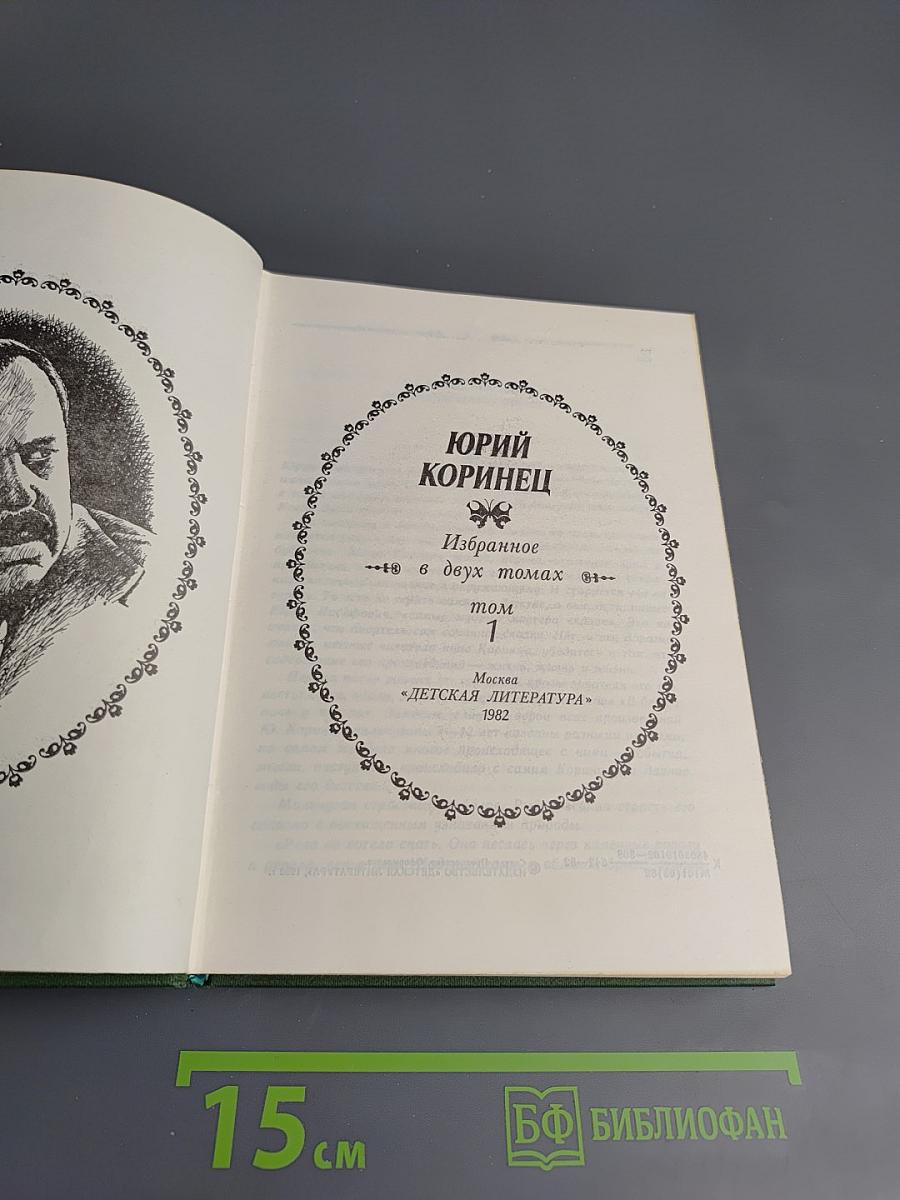 ЮРИЙ
КОРИНЕЦ
Избранное
в двух томах
том
1
Москва
«ДЕТСКАЯ ЛИТЕРАТУРА»
1982
15 см
БФ БИБЛИОФАН